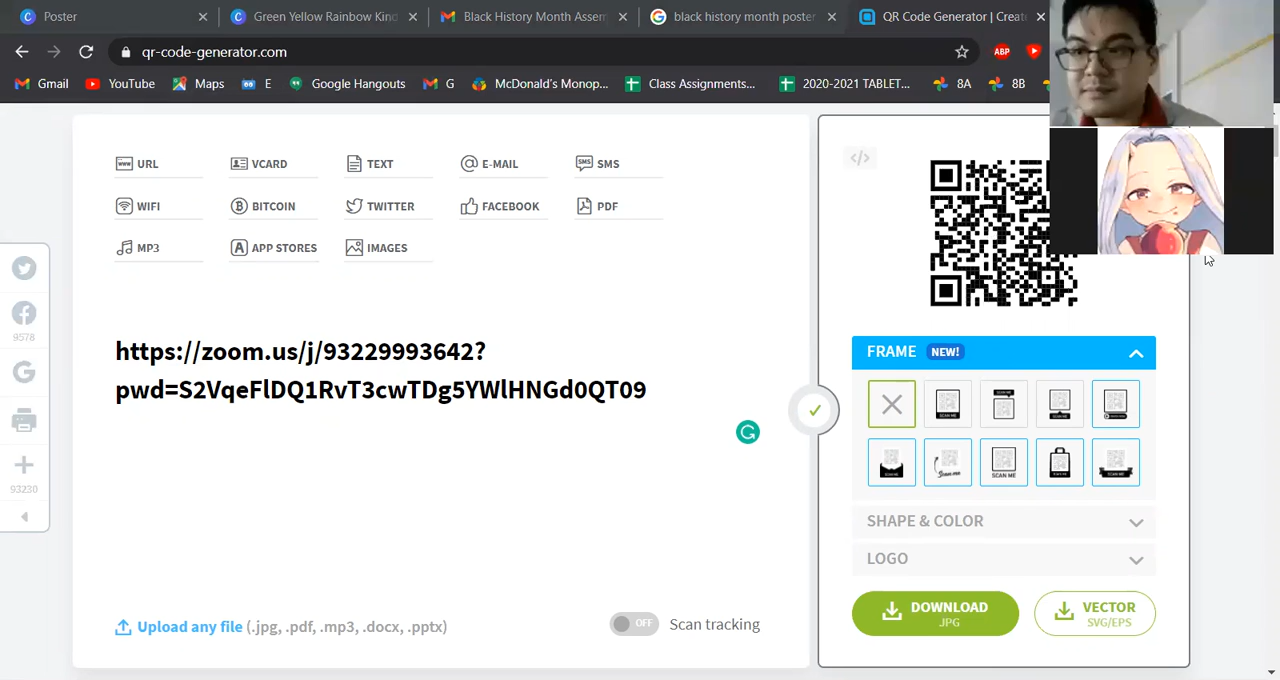 Poster
Green Yellow Rainbow Kind
Black History Month Assem
black history month poster
QR Code Generator | Create
qr-code-generator.com
ABP
Gmail
YouTube
Maps
E
Google Hangouts
G
McDonald's Monop...
Class Assignments...
2020-2021 TABLET...
8A
8B
URL
VCARD
TEXT
E-MAIL
SMS
WIFI
BITCOIN
TWITTER
FACEBOOK
PDF
MP3
APP STORES
IMAGES
9578
93230
https://zoom.us/j/93229993642?
pwd=S2VqeFlDQ1RvT3cwTDg5YWlHNGd0QT09
Upload any file (.jpg, .pdf, .mp3, .docx, .pptx)
OFF
Scan tracking
FRAME NEW!
SCAN ME
SHAPE & COLOR
LOGO
DOWNLOAD
JPG
VECTOR
SVG/EPS